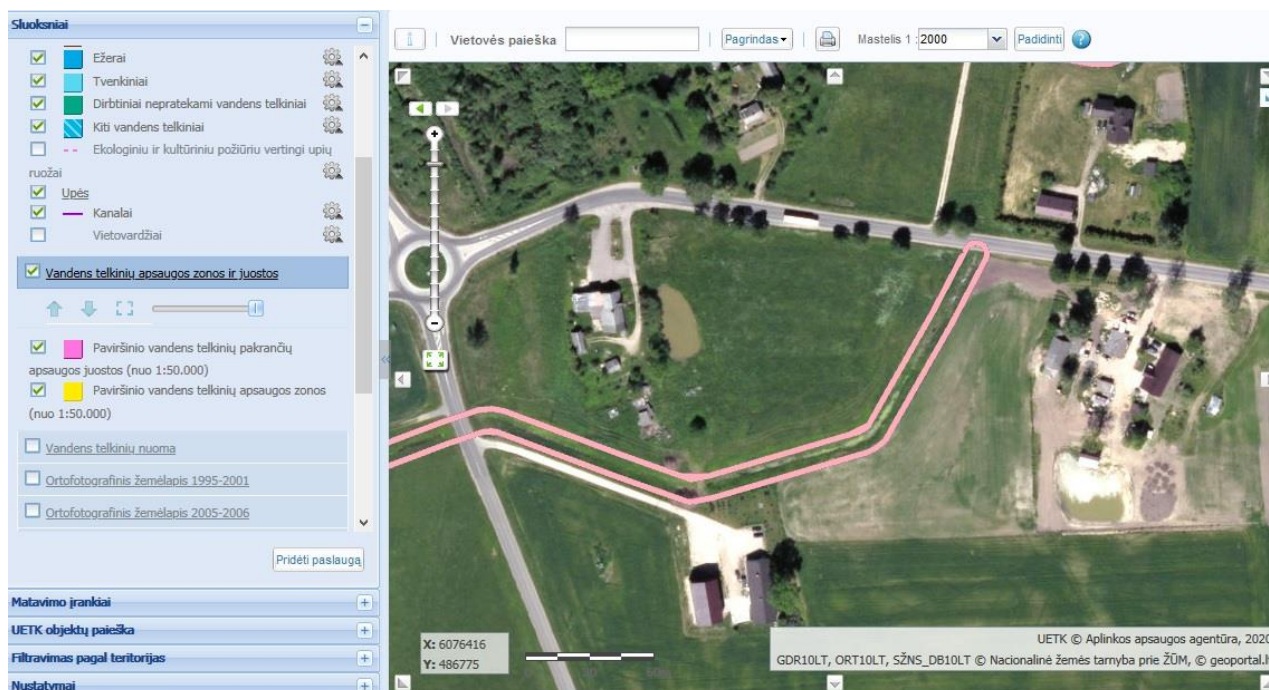 Sluoksniai
Ežerai
Tvenkiniai
Dirbtiniai nepratekami vandens telkiniai
Kiti vandens telkiniai
Ekologiniu ir kultūriniu požiūriu vertingi upių
ruožai
Upės
Kanalai
Vietovardžiai
Vandens telkinių apsaugos zonos ir juostos
Paviršinio vandens telkinių pakrančių
apsaugos juostos (nuo 1:50.000)
Paviršinio vandens telkinių apsaugos zonos
(nuo 1:50.000)
Vandens telkinių nuoma
Ortofotografinis žemėlapis 1995-2001
Ortofotografinis žemėlapis 2005-2006
Pridėti paslaugą
Matavimo įrankiai
UETK objektų paieška
Filtravimas pagal teritorijas
Nustatymai
Vietovės paieška Pagrindas Mastelis 1: 2000 Padidinti
X: 6076416
Y: 486775
UETK © Aplinkos apsaugos agentūra, 2020
GDR10LT, ORT10LT, SŽNS_DB10LT © Nacionalinė žemės tarnyba prie ŽŪM, © geoportal.lt